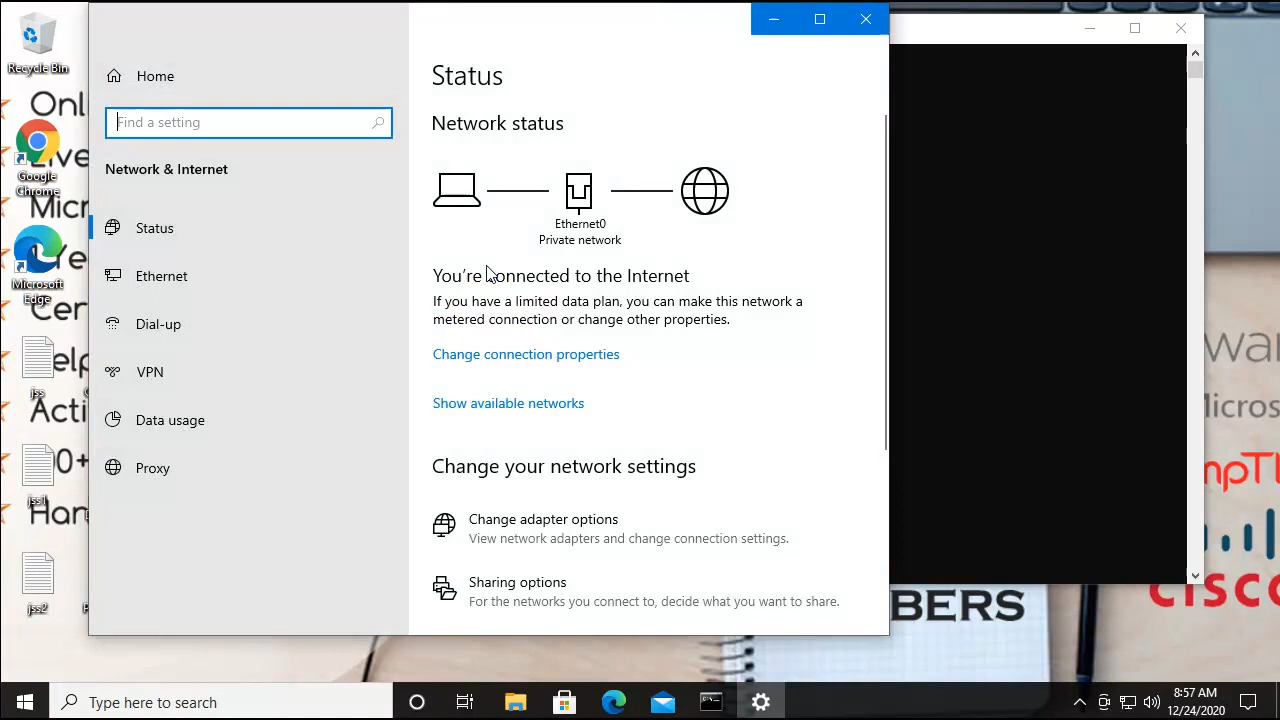 Recycle Bin
Google
Chrome
Microsoft
Edge
jss
jss1
jss2
Home
Find a setting
Network & Internet
Status
Ethernet
Dial-up
VPN
Data usage
Proxy
Status
Network status
Ethernet0
Private network
You're connected to the Internet
If you have a limited data plan, you can make this network a
metered connection or change other properties.
Change connection properties
Show available networks
Change your network settings
Change adapter options
View network adapters and change connection settings.
Sharing options
For the networks you connect to, decide what you want to share.
BERS
CISCO
Type here to search
8:57 AM
12/24/2020